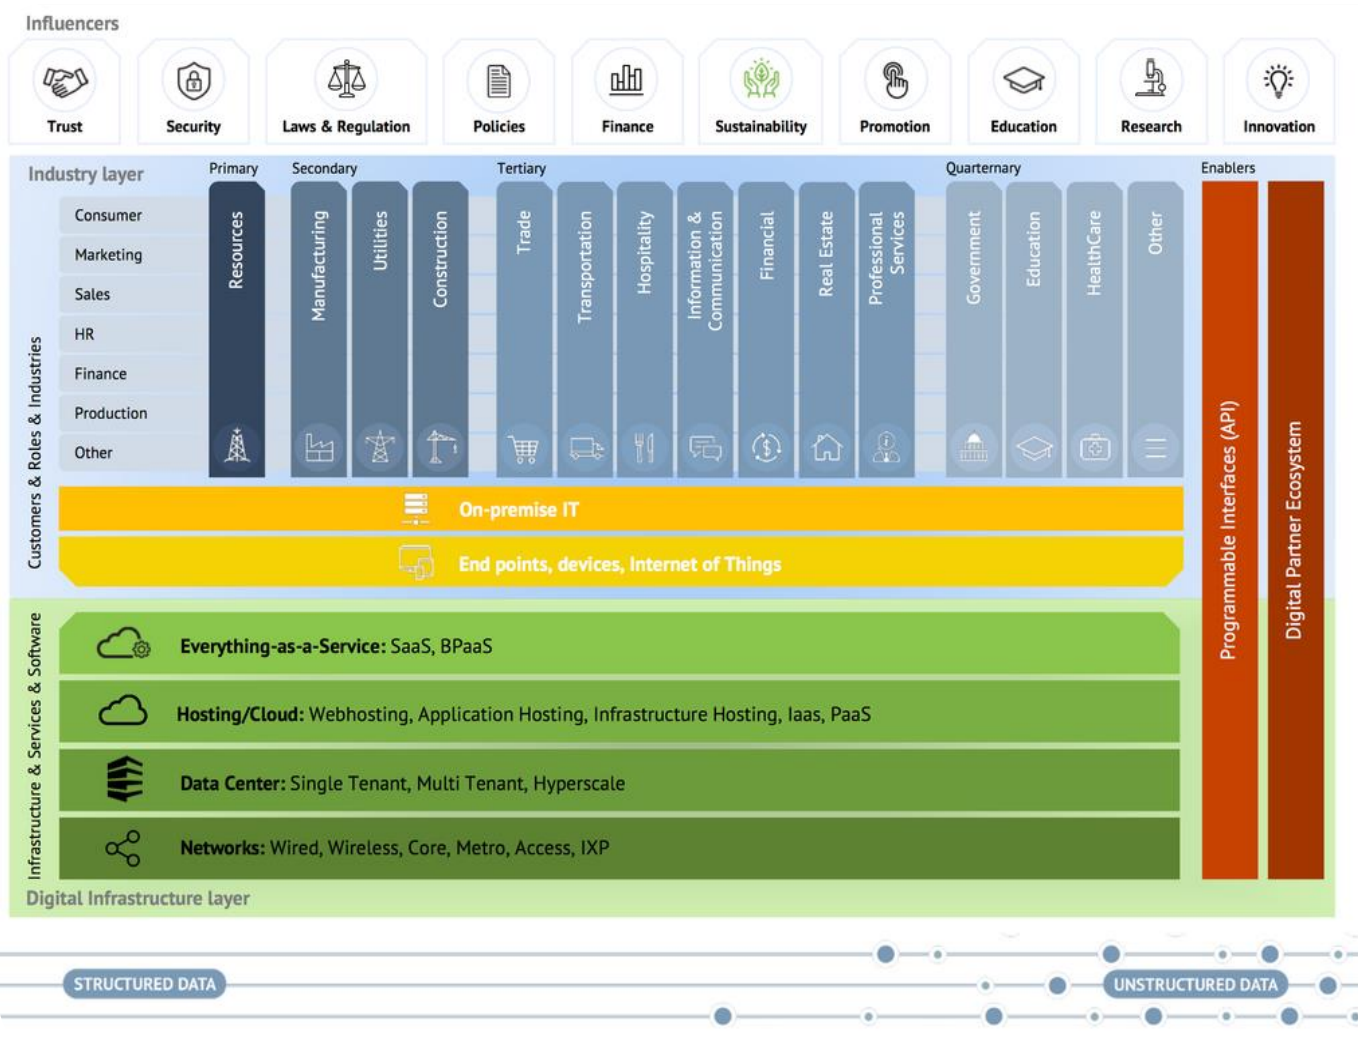 Influencers
Trust
Security
Laws & Regulation
Policies
Finance
Sustainability
Promotion
Education
Research
Innovation
Industry layer
Primary
Secondary
Tertiary
Quarternary
Enablers
Customers & Roles & Industries
Consumer
Marketing
Sales
HR
Finance
Production
Other
Resources
Manufacturing
Utilities
Construction
Trade
Transportation
Hospitality
Information &
Communication
Financial
Real Estate
Professional
Services
Government
Education
HealthCare
Other
Programmable Interfaces (API)
Digital Partner Ecosystem
On-premise IT
End points, devices, Internet of Things
Infrastructure & Services & Software
Everything-as-a-Service: SaaS, BPaaS
Hosting/Cloud: Webhosting, Application Hosting, Infrastructure Hosting, Iaas, PaaS
Data Center: Single Tenant, Multi Tenant, Hyperscale
Networks: Wired, Wireless, Core, Metro, Access, IXP
Digital Infrastructure layer
STRUCTURED DATA
UNSTRUCTURED DATA